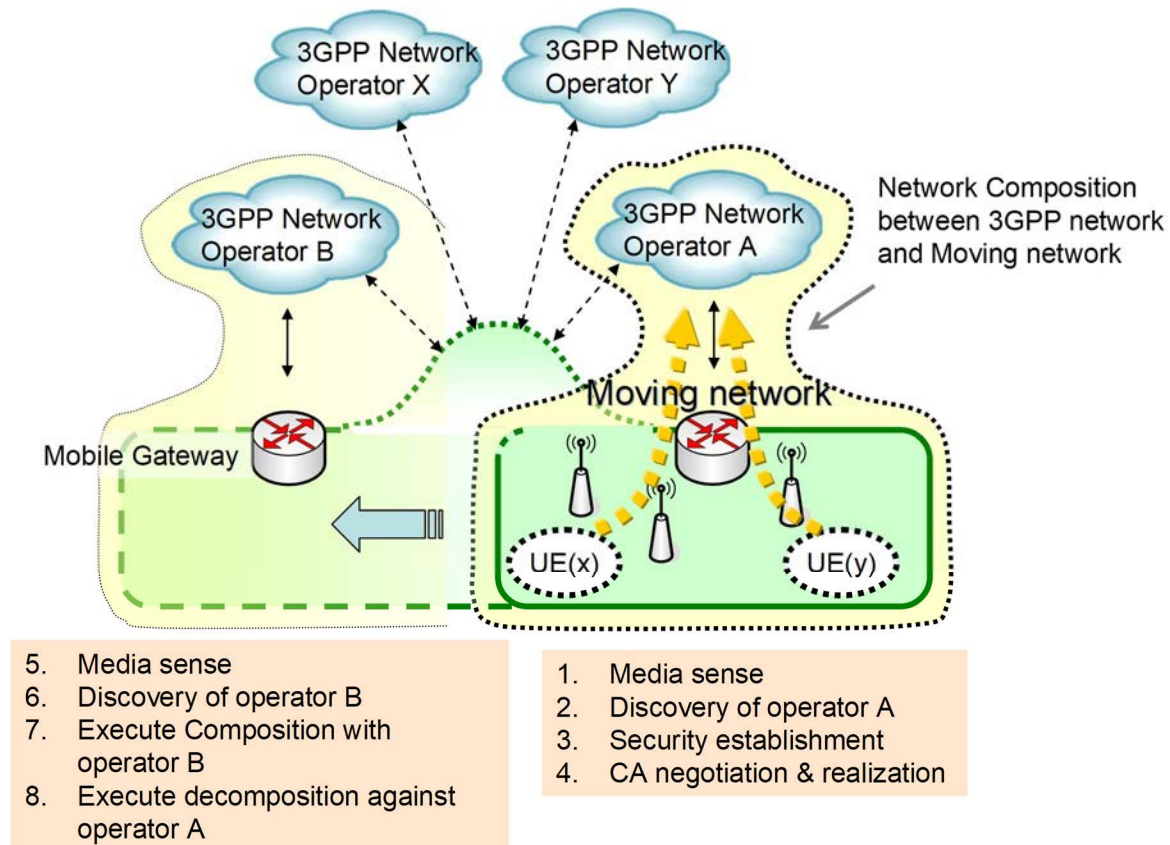 3GPP Network
Operator X
3GPP Network
Operator Y
3GPP Network
Operator B
3GPP Network
Operator A
Network Composition
between 3GPP network
and Moving network
Moving network
Mobile Gateway
UE(x)
UE(y)
5. Media sense
6. Discovery of operator B
7. Execute Composition with
operator B
8. Execute decomposition against
operator A
1. Media sense
2. Discovery of operator A
3. Security establishment
4. CA negotiation & realization